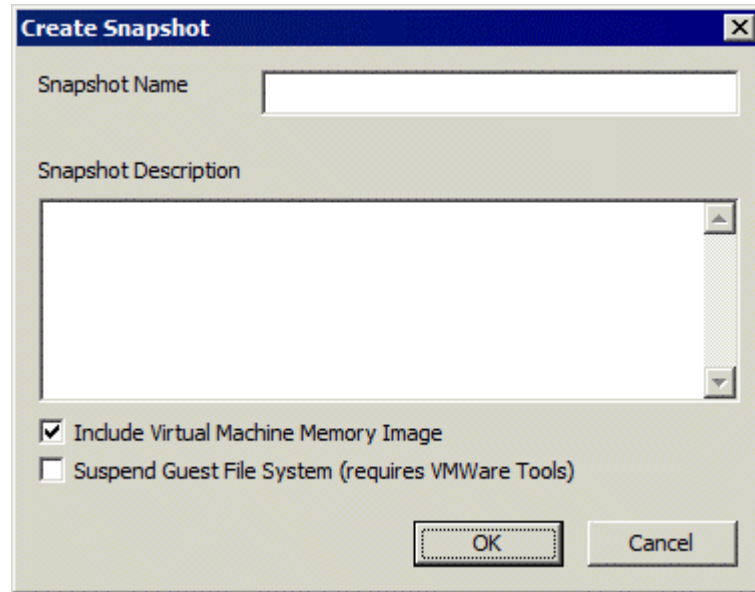 Create Snapshot
Snapshot Name
Snapshot Description
Include Virtual Machine Memory Image
Suspend Guest File System (requires VMWare Tools)
OK Cancel